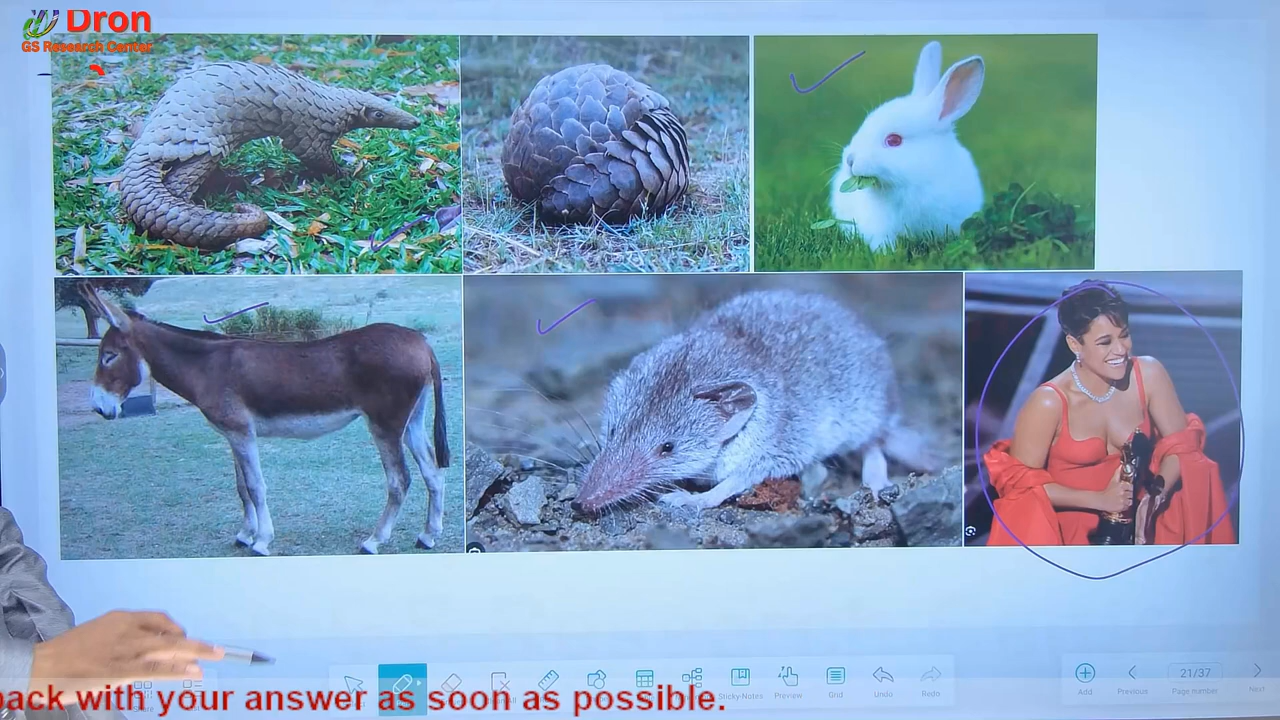 Dron
GS Research Center
Sticky-Notes
Preview
Grid
Undo
Redo
Add
Previous
21/37
Page number
Next
back with your answer as soon as possible.